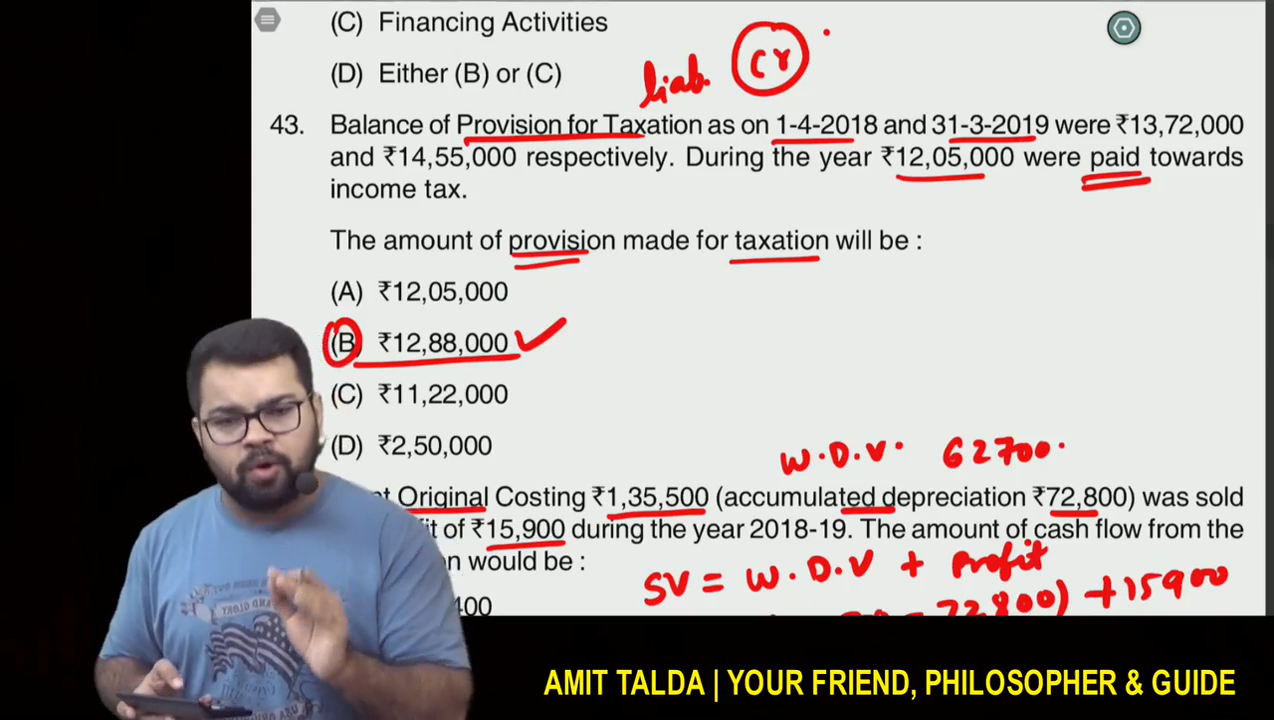 (C) Financing Activities
(D) Either (B) or (C)
liab. Cr
43. Balance of Provision for Taxation as on 1-4-2018 and 31-3-2019 were ₹13,72,000
and ₹14,55,000 respectively. During the year ₹12,05,000 were paid towards
income tax.
The amount of provision made for taxation will be :
(A) ₹12,05,000
(B) ₹12,88,000
(C) ₹11,22,000
(D) ₹2,50,000
W.D.V. 62700.
Original Costing ₹1,35,500 (accumulated depreciation ₹72,800) was sold
of ₹15,900 during the year 2018-19. The amount of cash flow from the
would be :
SV = W.D.V + Profit
- 72800) + 15900
AMIT TALDA | YOUR FRIEND, PHILOSOPHER & GUIDE